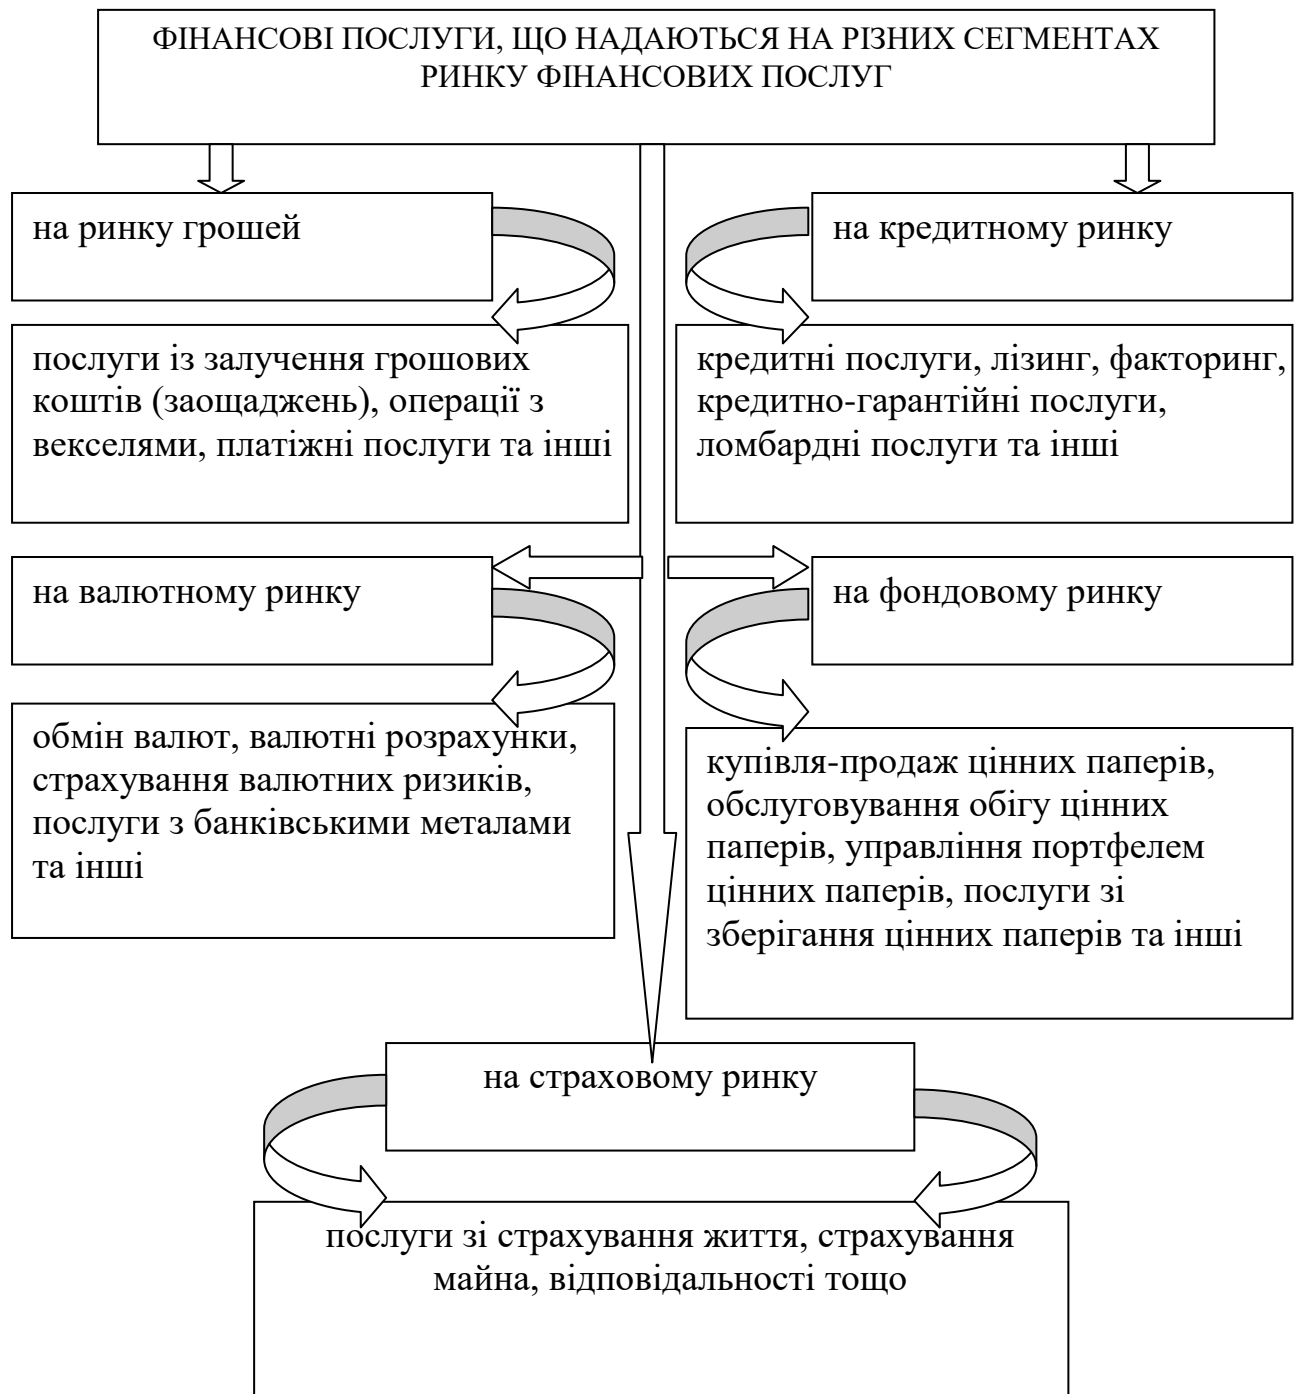 ФІНАНСОВІ ПОСЛУГИ, ЩО НАДАЮТЬСЯ НА РІЗНИХ СЕГМЕНТАХ
РИНКУ ФІНАНСОВИХ ПОСЛУГ
на ринку грошей
на кредитному ринку
послуги із залучення грошових
коштів (заощаджень), операції з
векселями, платіжні послуги та інші
кредитні послуги, лізинг, факторинг,
кредитно-гарантійні послуги,
ломбардні послуги та інші
на валютному ринку
на фондовому ринку
обмін валют, валютні розрахунки,
страхування валютних ризиків,
послуги з банківськими металами
та інші
купівля-продаж цінних паперів,
обслуговування обігу цінних
паперів, управління портфелем
цінних паперів, послуги зі
зберігання цінних паперів та інші
на страховому ринку
послуги зі страхування життя, страхування
майна, відповідальності тощо